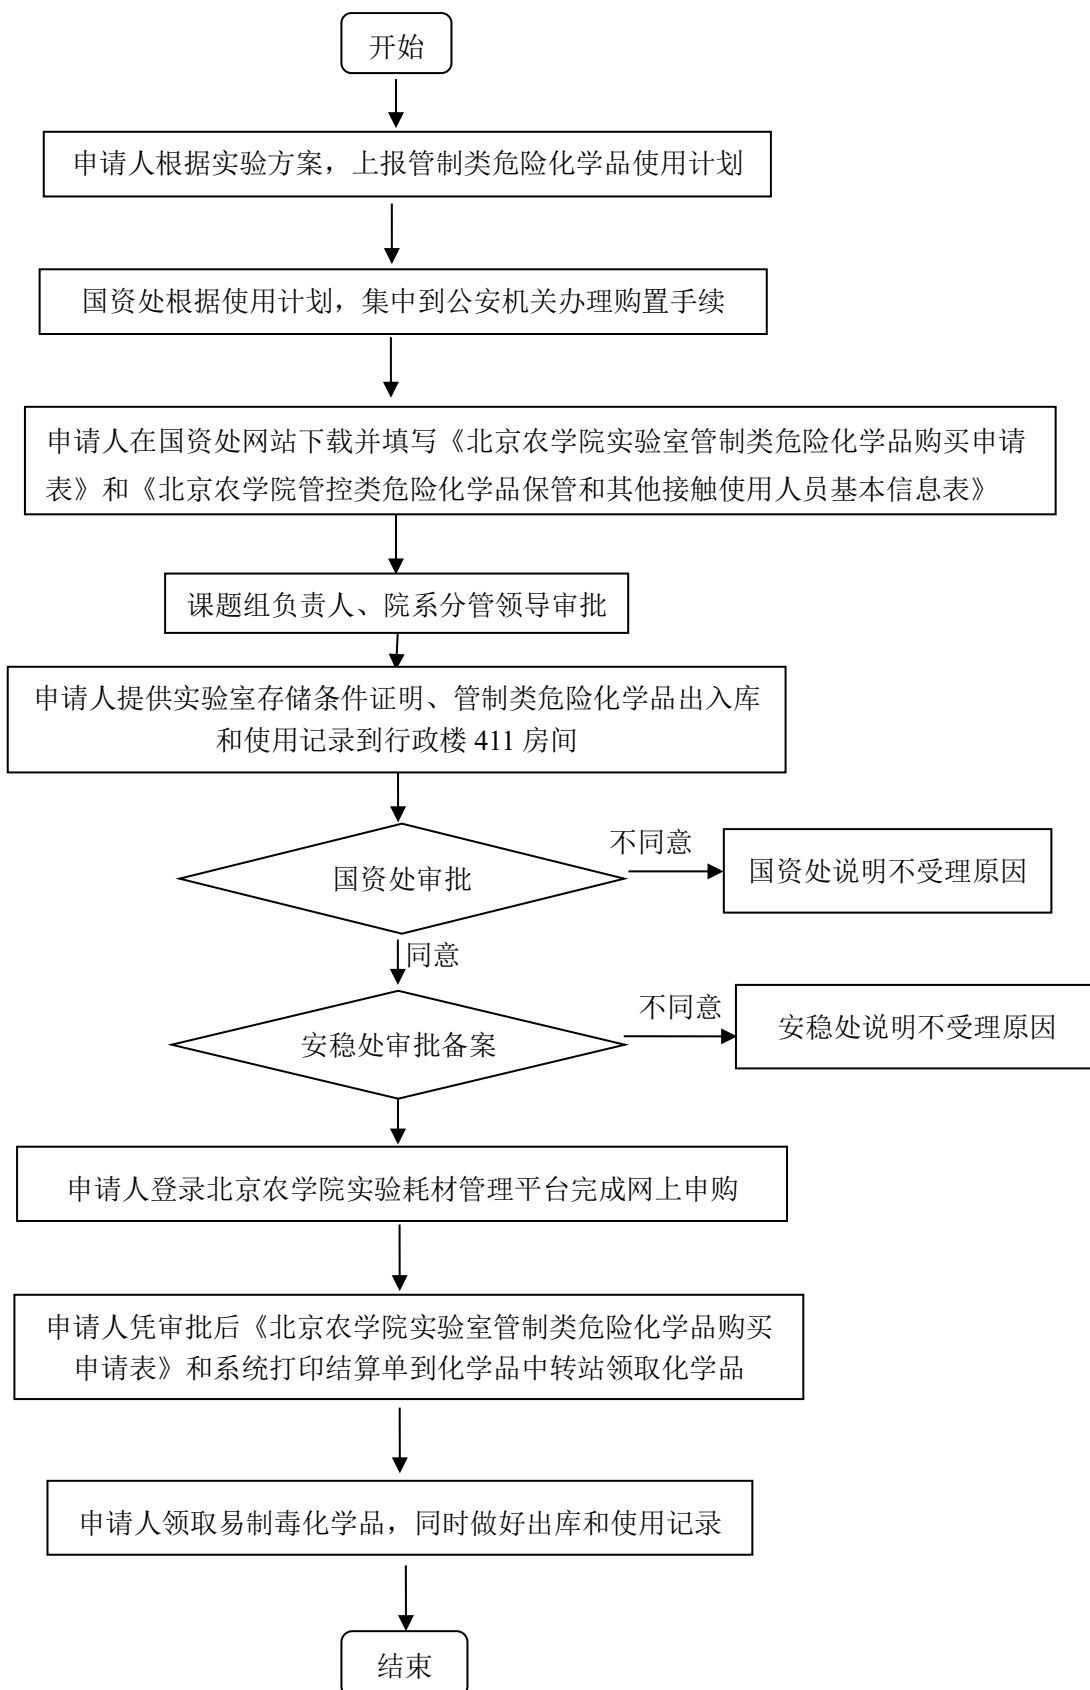 开始
申请人根据实验方案，上报管制类危险化学品使用计划
国资处根据使用计划，集中到公安机关办理购置手续
申请人在国资处网站下载并填写《北京农学院实验室管制类危险化学品购买申请
表》和《北京农学院管控类危险化学品保管和其他接触使用人员基本信息表》
课题组负责人、院系分管领导审批
申请人提供实验室存储条件证明、管制类危险化学品出入库
和使用记录到行政楼 411 房间
国资处审批
不同意
国资处说明不受理原因
同意
安稳处审批备案
不同意
安稳处说明不受理原因
申请人登录北京农学院实验耗材管理平台完成网上申购
申请人凭审批后《北京农学院实验室管制类危险化学品购买
申请表》和系统打印结算单到化学品中转站领取化学品
申请人领取易制毒化学品，同时做好出库和使用记录
结束